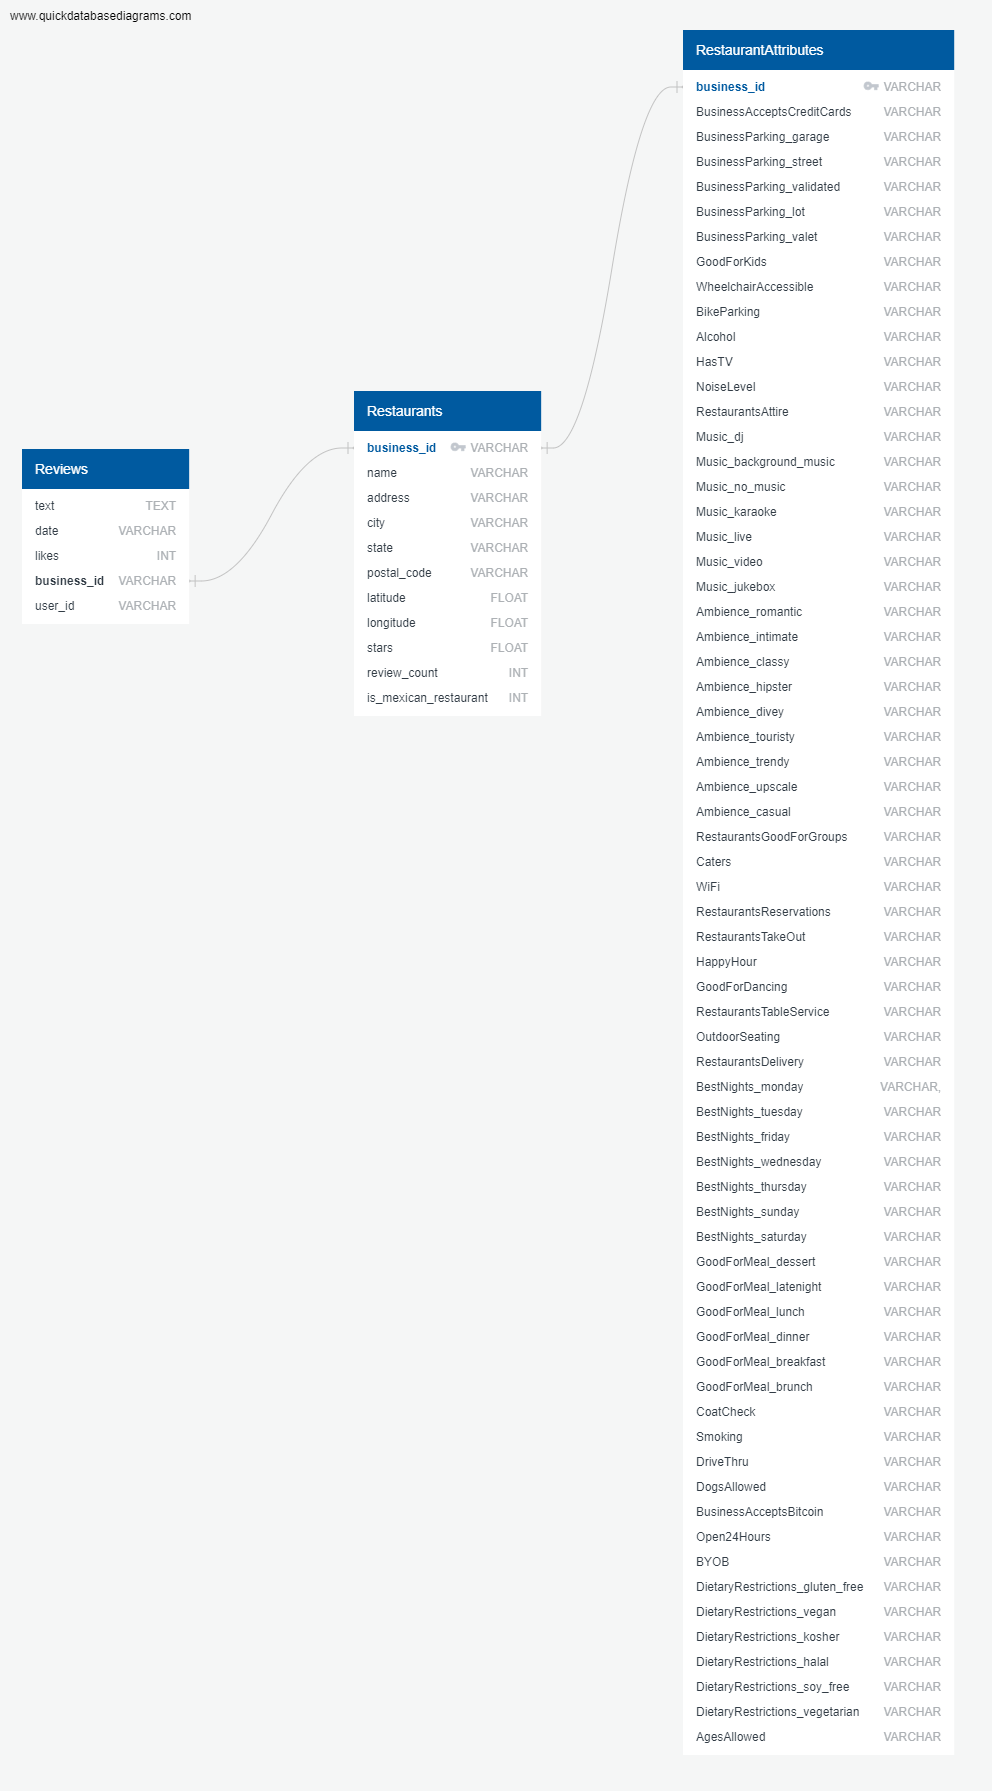 www.quickdatabasediagrams.com
Reviews
text TEXT
date VARCHAR
likes INT
business_id VARCHAR
user_id VARCHAR
Restaurants
business_id VARCHAR
name VARCHAR
address VARCHAR
city VARCHAR
state VARCHAR
postal_code VARCHAR
latitude FLOAT
longitude FLOAT
stars FLOAT
review_count INT
is_mexican_restaurant INT
RestaurantAttributes
business_id VARCHAR
BusinessAcceptsCreditCards VARCHAR
BusinessParking_garage VARCHAR
BusinessParking_street VARCHAR
BusinessParking_validated VARCHAR
BusinessParking_lot VARCHAR
BusinessParking_valet VARCHAR
GoodForKids VARCHAR
WheelchairAccessible VARCHAR
BikeParking VARCHAR
Alcohol VARCHAR
HasTV VARCHAR
NoiseLevel VARCHAR
RestaurantsAttire VARCHAR
Music_dj VARCHAR
Music_background_music VARCHAR
Music_no_music VARCHAR
Music_karaoke VARCHAR
Music_live VARCHAR
Music_video VARCHAR
Music_jukebox VARCHAR
Ambience_romantic VARCHAR
Ambience_intimate VARCHAR
Ambience_classy VARCHAR
Ambience_hipster VARCHAR
Ambience_divey VARCHAR
Ambience_touristy VARCHAR
Ambience_trendy VARCHAR
Ambience_upscale VARCHAR
Ambience_casual VARCHAR
RestaurantsGoodForGroups VARCHAR
Caters VARCHAR
WiFi VARCHAR
RestaurantsReservations VARCHAR
RestaurantsTakeOut VARCHAR
HappyHour VARCHAR
GoodForDancing VARCHAR
RestaurantsTableService VARCHAR
OutdoorSeating VARCHAR
RestaurantsDelivery VARCHAR
BestNights_monday VARCHAR,
BestNights_tuesday VARCHAR
BestNights_friday VARCHAR
BestNights_wednesday VARCHAR
BestNights_thursday VARCHAR
BestNights_sunday VARCHAR
BestNights_saturday VARCHAR
GoodForMeal_dessert VARCHAR
GoodForMeal_latenight VARCHAR
GoodForMeal_lunch VARCHAR
GoodForMeal_dinner VARCHAR
GoodForMeal_breakfast VARCHAR
GoodForMeal_brunch VARCHAR
CoatCheck VARCHAR
Smoking VARCHAR
DriveThru VARCHAR
DogsAllowed VARCHAR
BusinessAcceptsBitcoin VARCHAR
Open24Hours VARCHAR
BYOB VARCHAR
DietaryRestrictions_gluten_free VARCHAR
DietaryRestrictions_vegan VARCHAR
DietaryRestrictions_kosher VARCHAR
DietaryRestrictions_halal VARCHAR
DietaryRestrictions_soy_free VARCHAR
DietaryRestrictions_vegetarian VARCHAR
AgesAllowed VARCHAR